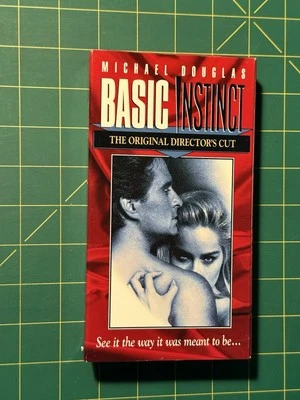 MICHAEL DOUGLAS
BASIC INSTINCT
THE ORIGINAL DIRECTOR'S CUT
See it the way it was meant to be...